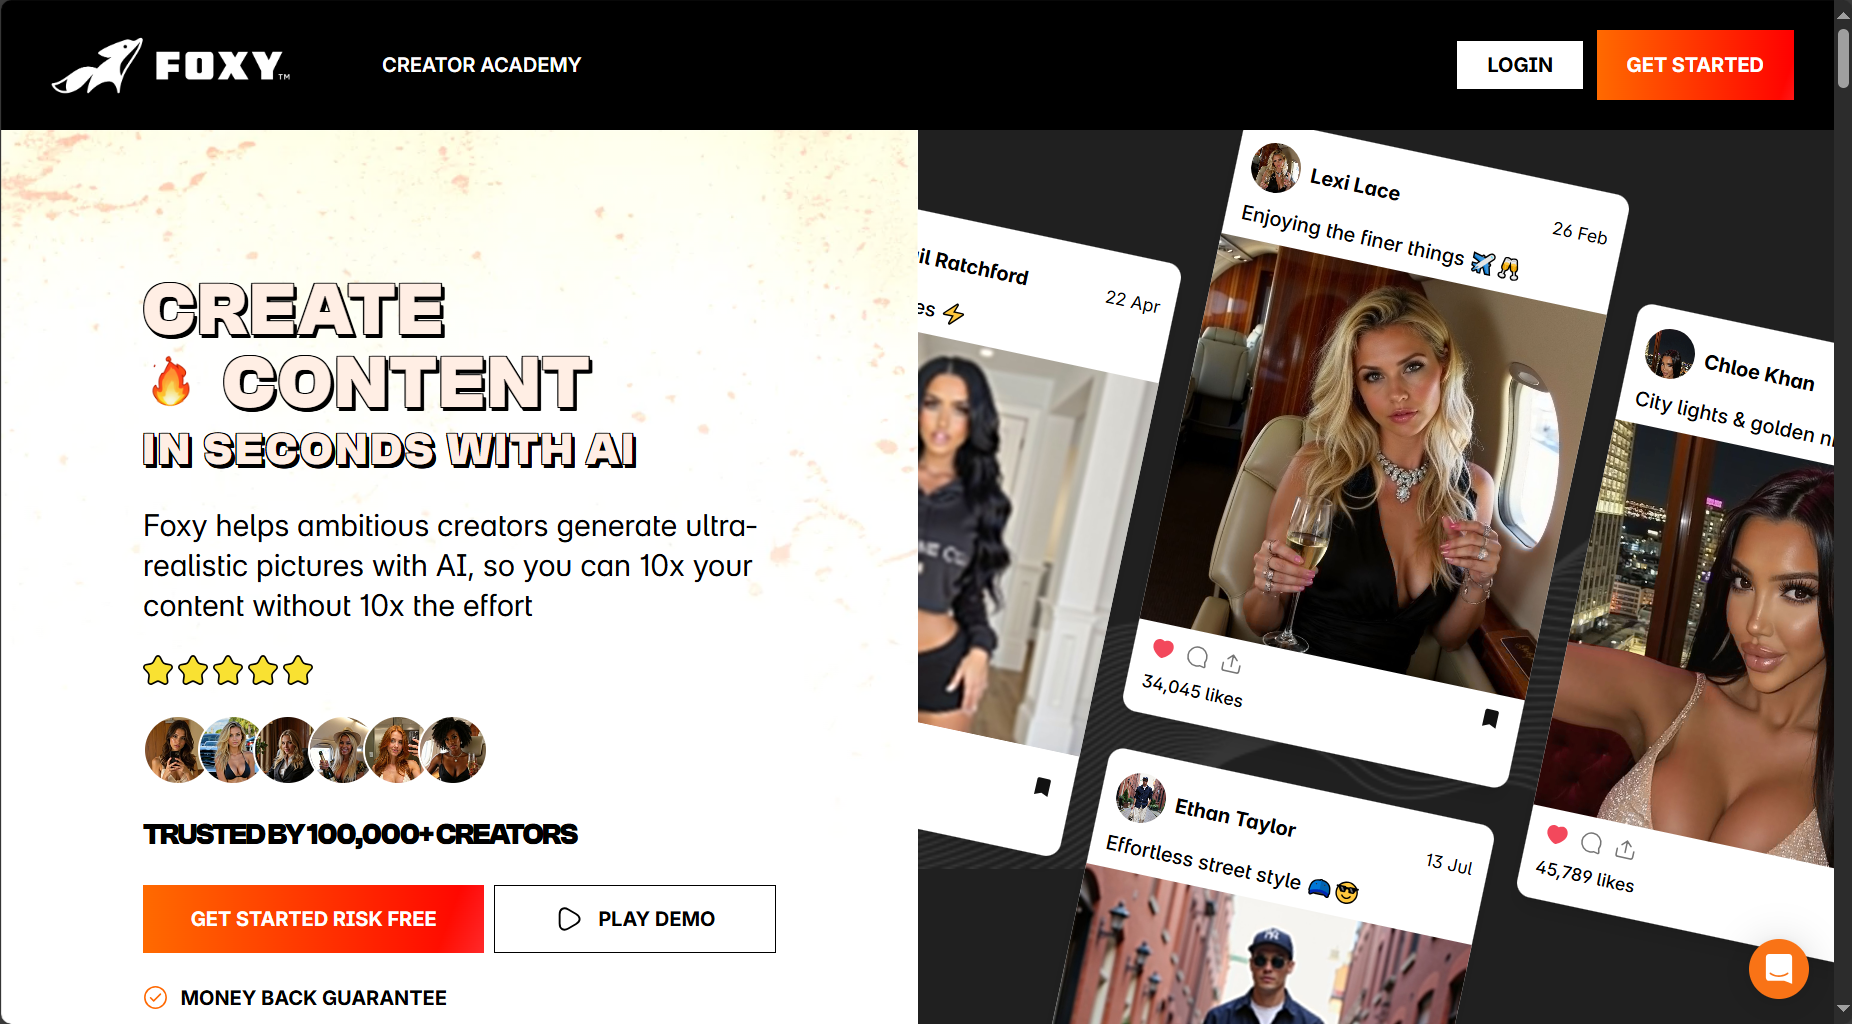 FOXY™
CREATOR ACADEMY
LOGIN
GET STARTED
CREATE
🔥 CONTENT
IN SECONDS WITH AI
Foxy helps ambitious creators generate ultra-
realistic pictures with AI, so you can 10x your
content without 10x the effort
TRUSTED BY 100,000+ CREATORS
GET STARTED RISK FREE
PLAY DEMO
MONEY BACK GUARANTEE
Ratchford
22 Apr
⚡
Lexi Lace
26 Feb
Enjoying the finer things ✈️🥂
34,045 likes
Chloe Khan
City lights & golden
45,789 likes
Ethan Taylor
13 Jul
Effortless street style 🧢😎